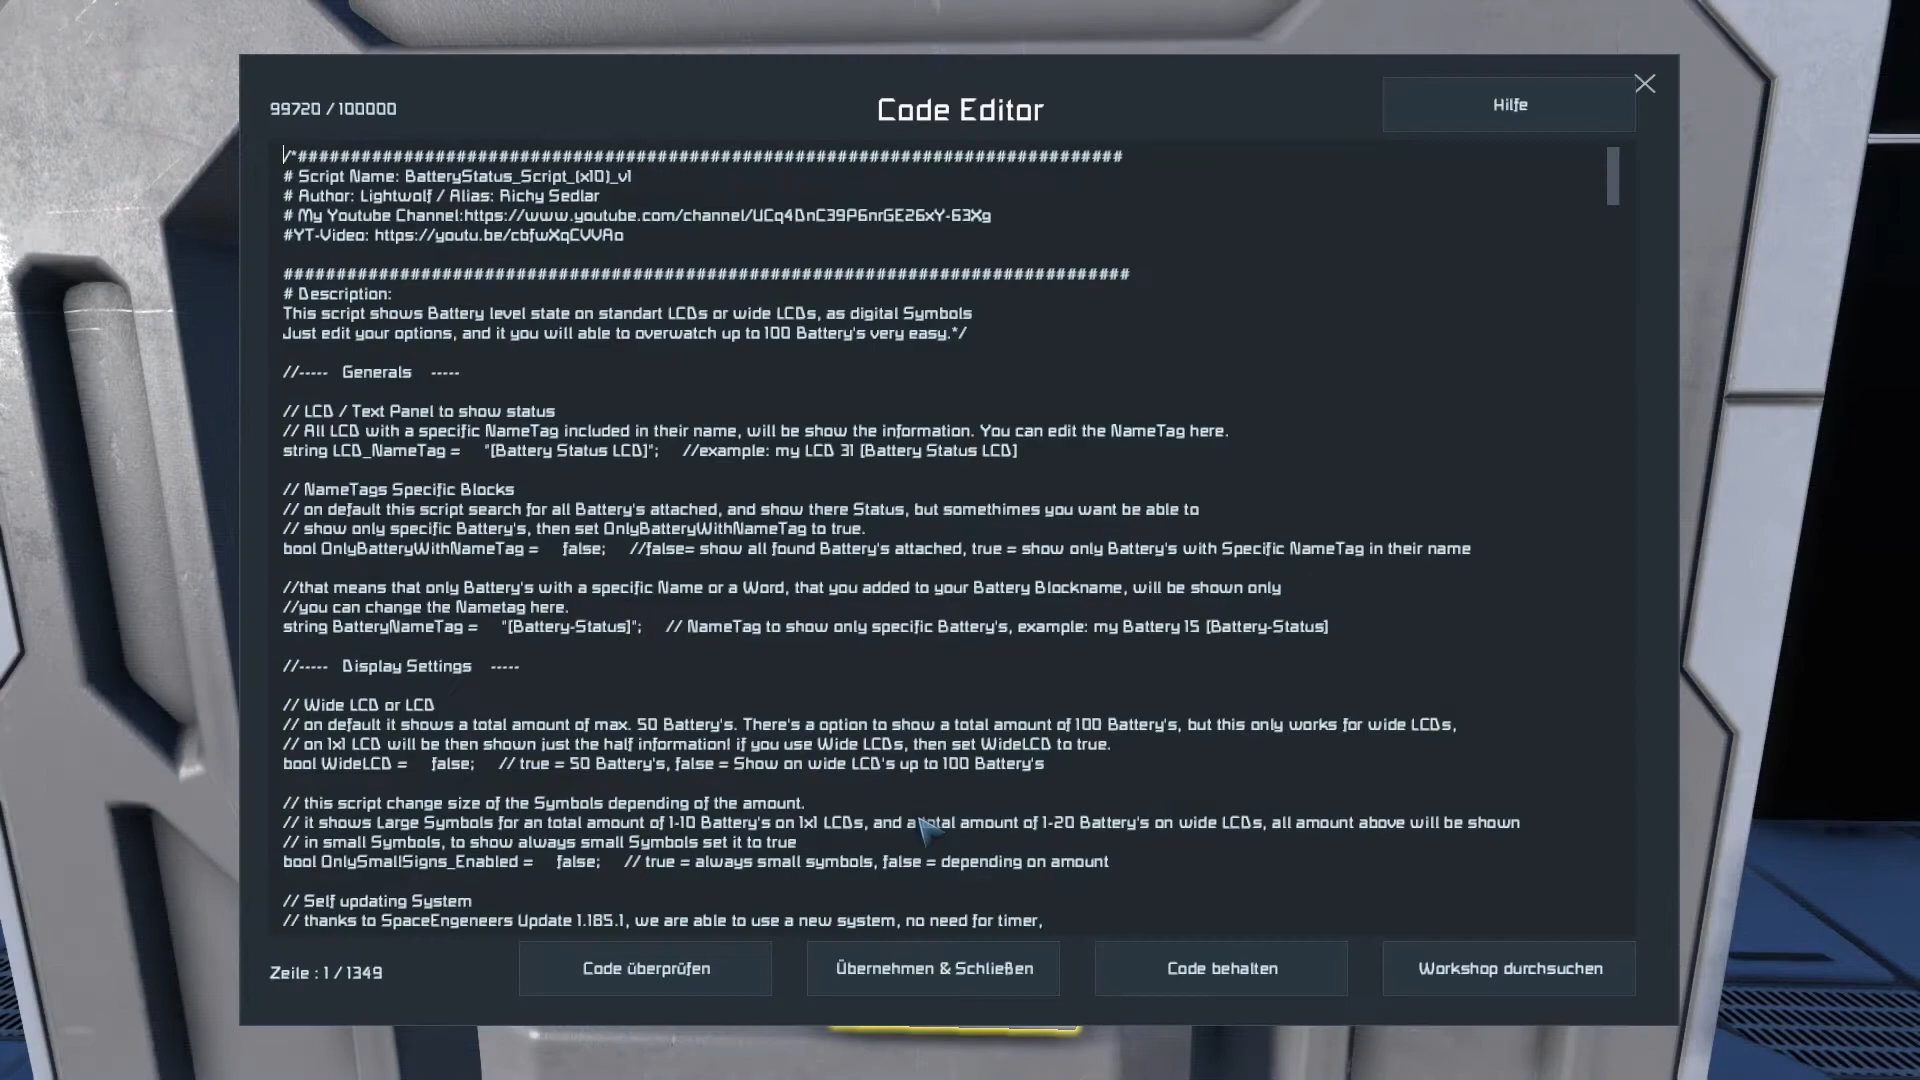 99720 / 100000
Code Editor
Hilfe
/*##############################################################################
# Script Name: BatteryStatus_Script_(x10)_v1
# Author: Lightwolf / Alias: Richy Sedlar
# My Youtube Channel:https://www.youtube.com/channel/UCq4DnC39P6nrGE26xY-63Xg
#YT-Video: https://youtu.be/cbfwXqCVVAo
################################################################################
# Description:
This script shows Battery level state on standart LCDs or wide LCDs, as digital Symbols
Just edit your options, and it you will able to overwatch up to 100 Battery's very easy.*/
//----- Generals -----
// LCD / Text Panel to show status
// All LCD with a specific NameTag included in their name, will be show the information. You can edit the NameTag here.
string LCD_NameTag = "[Battery Status LCD]"; //example: my LCD 31 [Battery Status LCD]
// NameTags Specific Blocks
// on default this script search for all Battery's attached, and show there Status, but somethimes you want be able to
// show only specific Battery's, then set OnlyBatteryWithNameTag to true.
bool OnlyBatteryWithNameTag = false; //false= show all found Battery's attached, true = show only Battery's with Specific NameTag in their name
//that means that only Battery's with a specific Name or a Word, that you added to your Battery Blockname, will be shown only
//you can change the Nametag here.
string BatteryNameTag = "[Battery-Status]"; // NameTag to show only specific Battery's, example: my Battery 15 [Battery-Status]
//----- Display Settings -----
// Wide LCD or LCD
// on default it shows a total amount of max. 50 Battery's. There's a option to show a total amount of 100 Battery's, but this only works for wide LCDs,
// on 1x1 LCD will be then shown just the half information! if you use Wide LCDs, then set WideLCD to true.
bool WideLCD = false; // true = 50 Battery's, false = Show on wide LCD's up to 100 Battery's
// this script change size of the Symbols depending of the amount.
// it shows Large Symbols for an total amount of 1-10 Battery's on 1x1 LCDs, and a total amount of 1-20 Battery's on wide LCDs, all amount above will be shown
// in small Symbols, to show always small Symbols set it to true
bool OnlySmallSigns_Enabled = false; // true = always small symbols, false = depending on amount
// Self updating System
// thanks to SpaceEngeneers Update 1.185.1, we are able to use a new system, no need for timer,
Zeile : 1 / 1349
Code überprüfen
Übernehmen & Schließen
Code behalten
Workshop durchsuchen